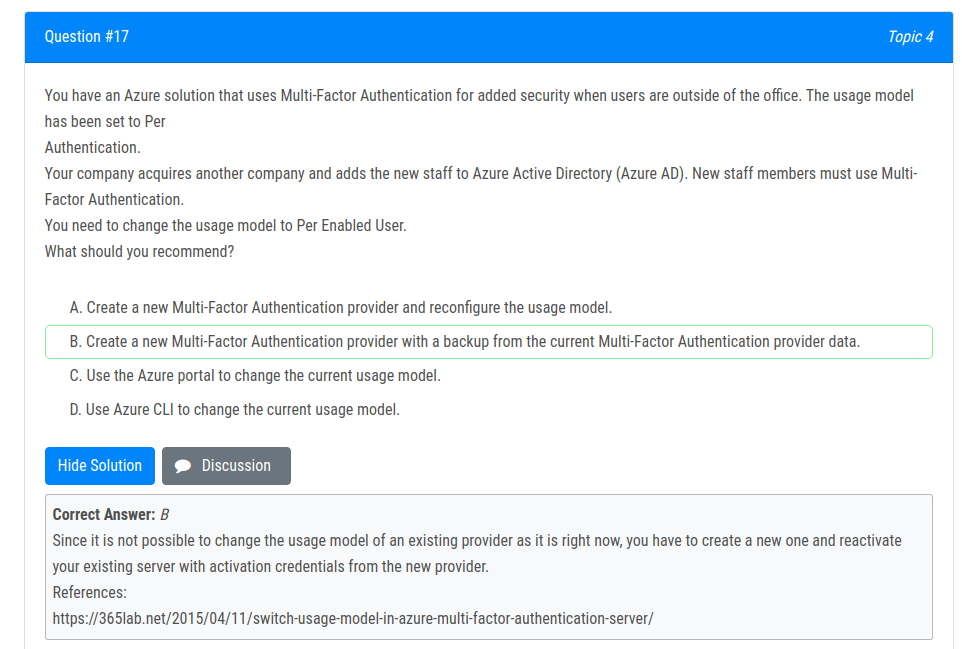 Question #17
Topic 4
You have an Azure solution that uses Multi-Factor Authentication for added security when users are outside of the office. The usage model
has been set to Per
Authentication.
Your company acquires another company and adds the new staff to Azure Active Directory (Azure AD). New staff members must use Multi-
Factor Authentication.
You need to change the usage model to Per Enabled User.
What should you recommend?
A. Create a new Multi-Factor Authentication provider and reconfigure the usage model.
B. Create a new Multi-Factor Authentication provider with a backup from the current Multi-Factor Authentication provider data.
C. Use the Azure portal to change the current usage model.
D. Use Azure CLI to change the current usage model.
Hide Solution
Discussion
Correct Answer: B
Since it is not possible to change the usage model of an existing provider as it is right now, you have to create a new one and reactivate
your existing server with activation credentials from the new provider.
References:
https://365lab.net/2015/04/11/switch-usage-model-in-azure-multi-factor-authentication-server/